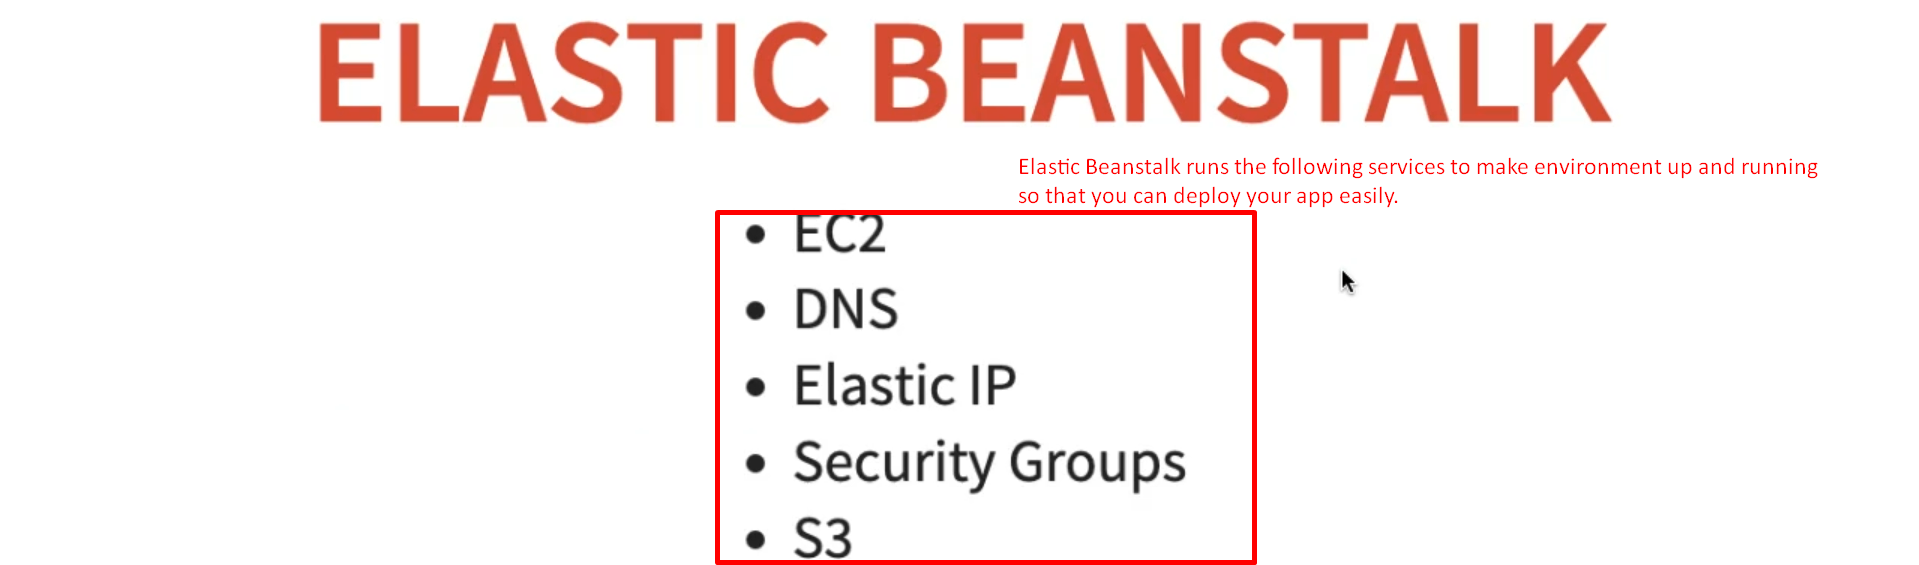 ELASTIC BEANSTALK
Elastic Beanstalk runs the following services to make environment up and running
so that you can deploy your app easily.
• EC2
• DNS
• Elastic IP
• Security Groups
• S3